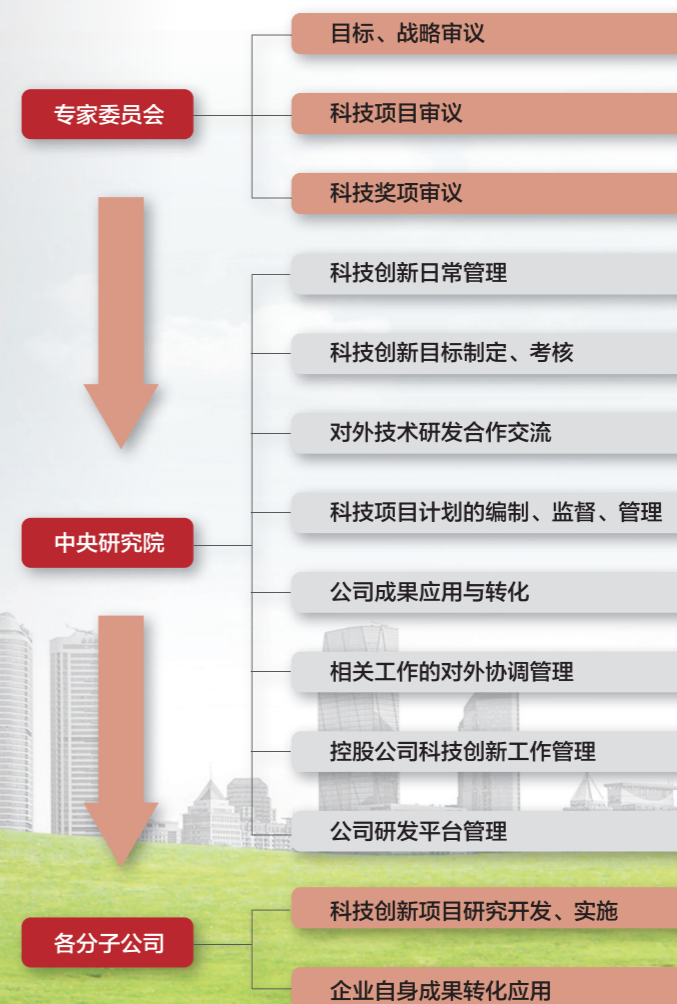 目标、战略审议
专家委员会
科技项目审议
科技奖项审议
科技创新日常管理
科技创新目标制定、考核
对外技术研发合作交流
科技项目计划的编制、监督、管理
中央研究院
公司成果应用与转化
相关工作的对外协调管理
控股公司科技创新工作管理
公司研发平台管理
科技创新项目研究开发、实施
各分子公司
企业自身成果转化应用